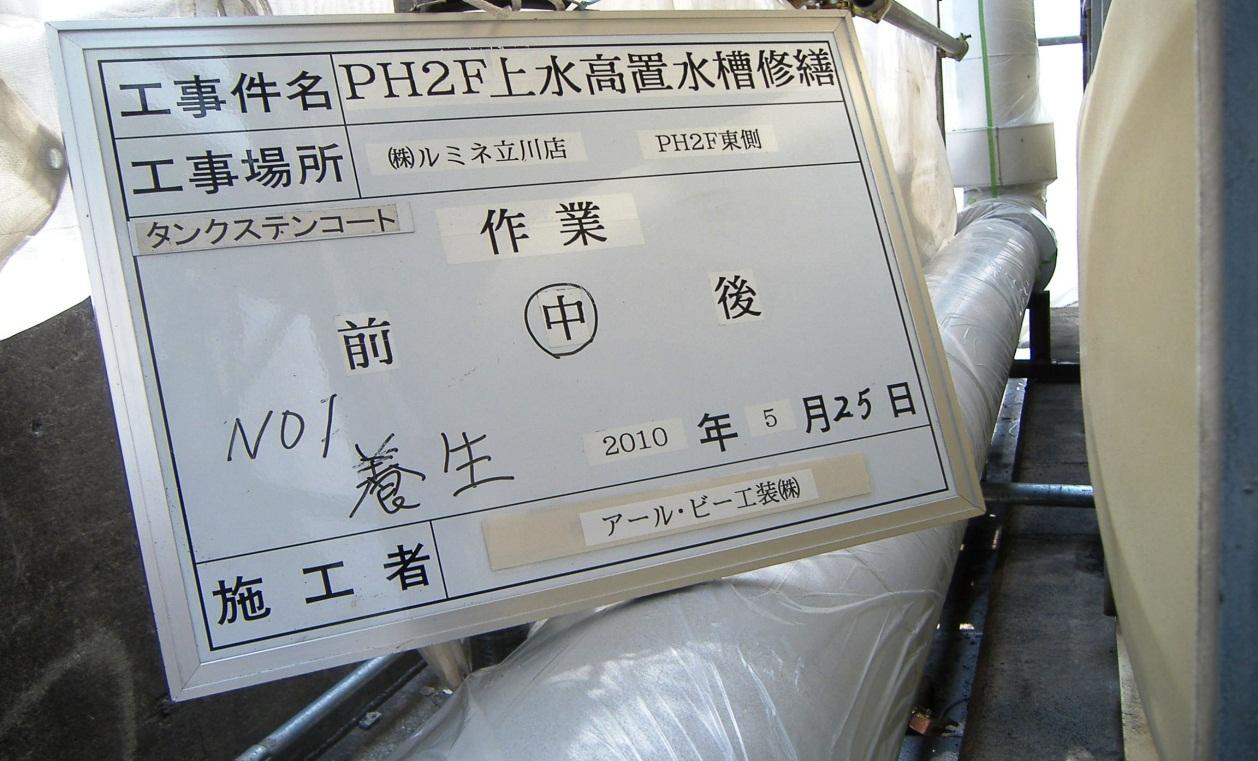 工事件名 PH2F上水高置水槽修繕
工事場所 ㈱ルミネ立川店 PH2F東側
タンクステンコート 作業
前 中 後
NO1 養生
2010 年 5 月 25 日
施工者 アール・ビー工装㈱